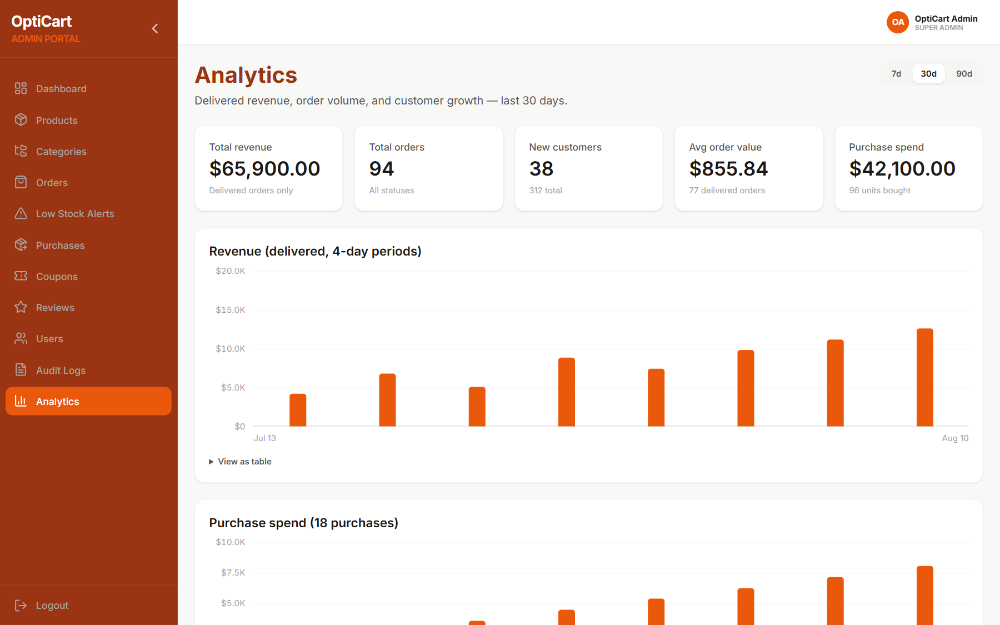 OptiCart
ADMIN PORTAL
Dashboard
Products
Categories
Orders
Low Stock Alerts
Purchases
Coupons
Reviews
Users
Audit Logs
Analytics
Logout
OA
OptiCart Admin
SUPER ADMIN
Analytics
Delivered revenue, order volume, and customer growth — last 30 days.
7d
30d
90d
Total revenue
$65,900.00
Delivered orders only
Total orders
94
All statuses
New customers
38
312 total
Avg order value
$855.84
77 delivered orders
Purchase spend
$42,100.00
96 units bought
Revenue (delivered, 4-day periods)
$20.0K
$15.0K
$10.0K
$5.0K
$0
Jul 13
Aug 10
View as table
Purchase spend (18 purchases)
$10.0K
$7.5K
$5.0K